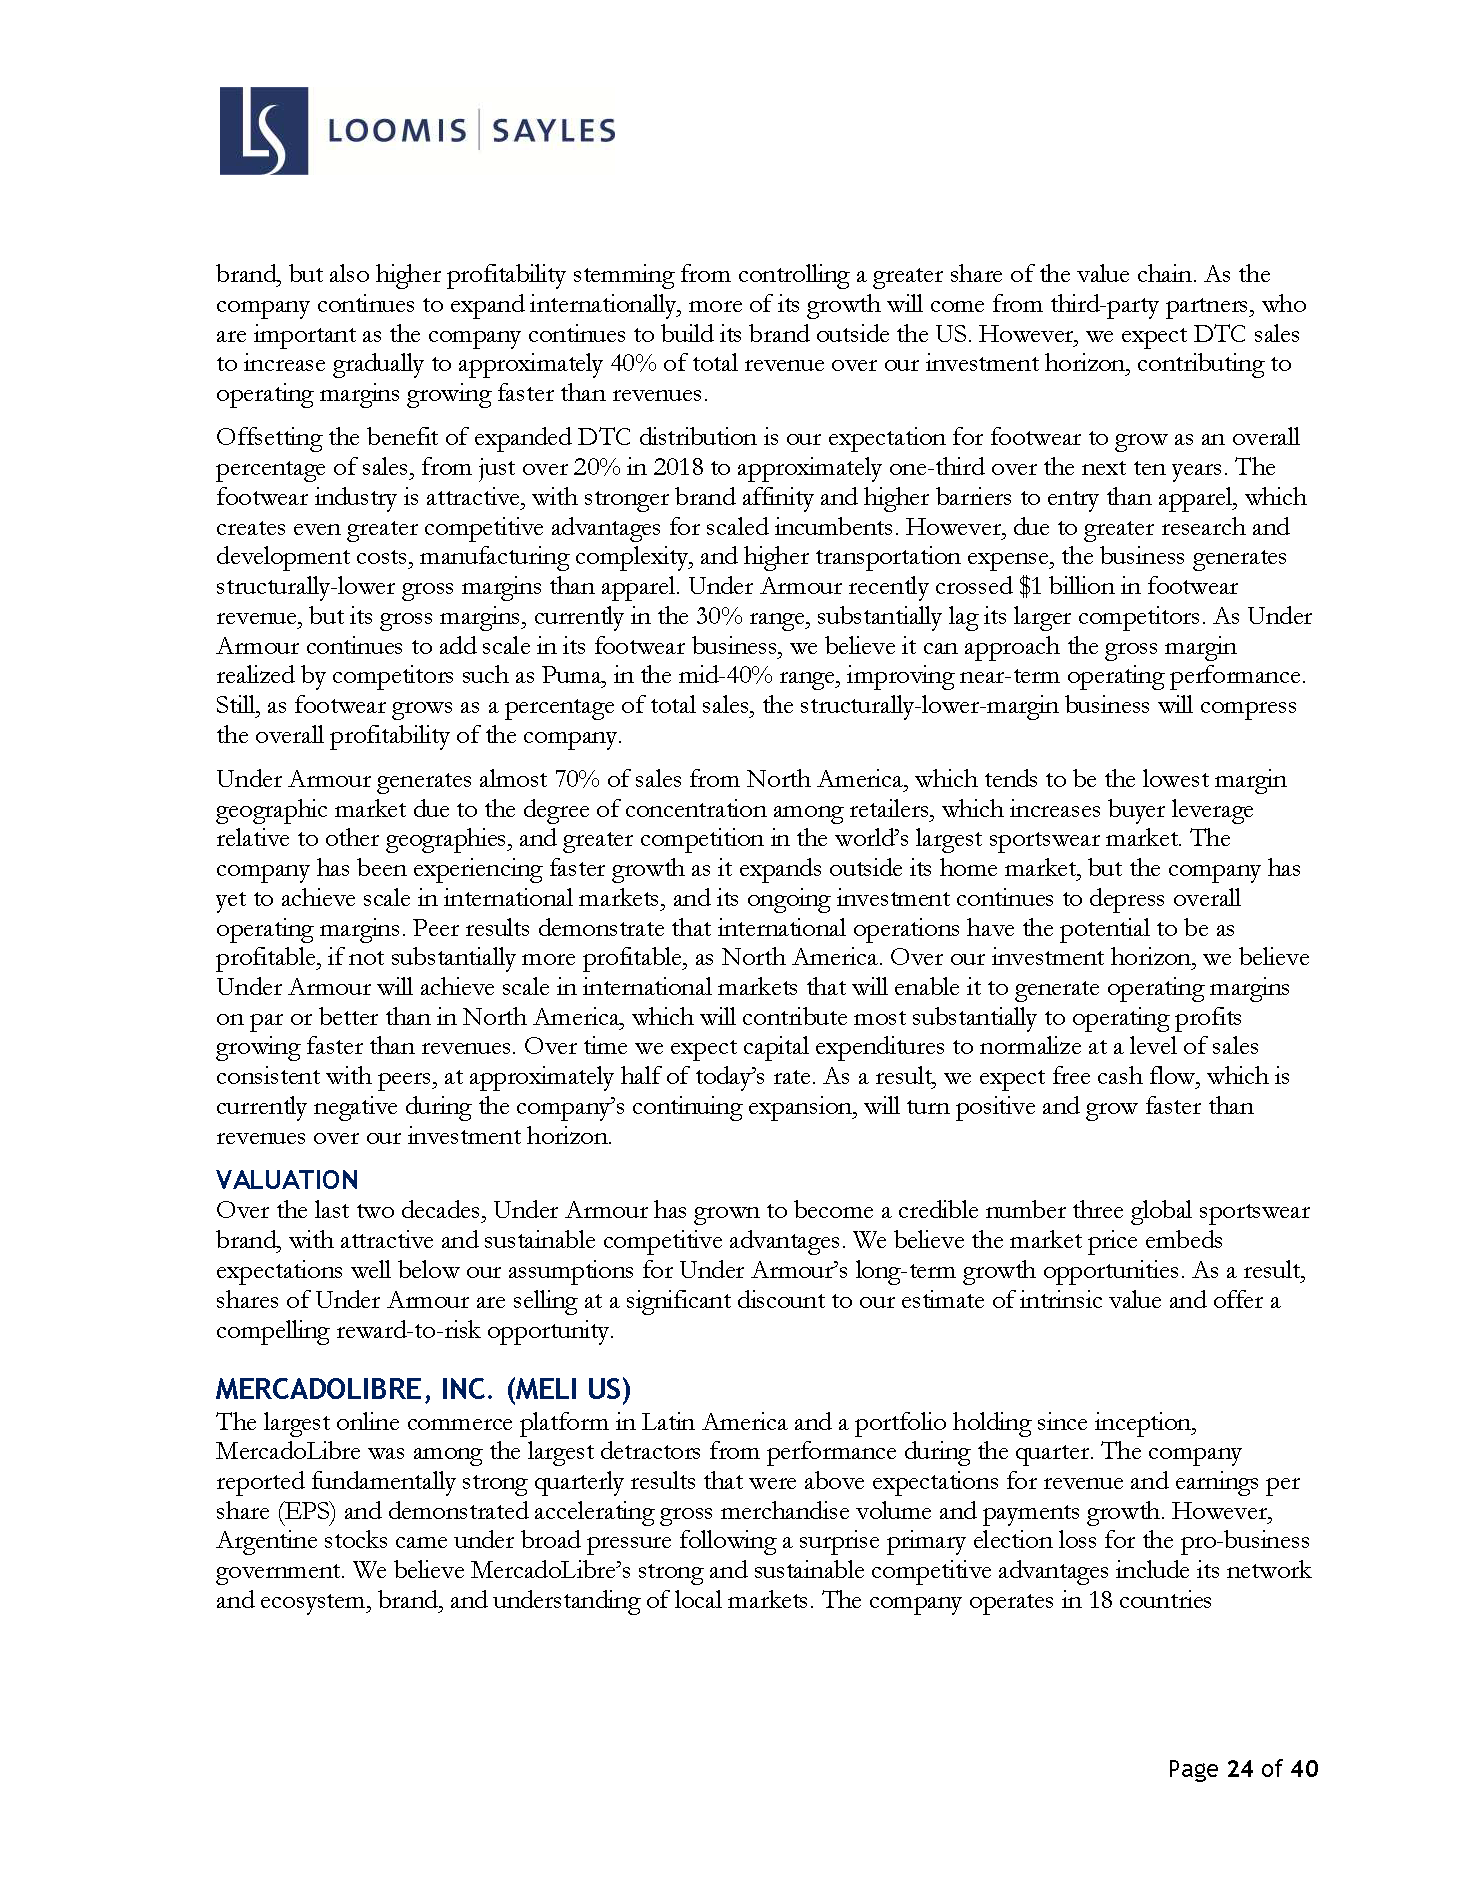 LS LOOMIS | SAYLES
brand, but also higher profitability stemming from controlling a greater share of the value chain. As the
company continues to expand internationally, more of its growth will come from third-party partners, who
are important as the company continues to build its brand outside the US. However, we expect DTC sales
to increase gradually to approximately 40% of total revenue over our investment horizon, contributing to
operating margins growing faster than revenues.
Offsetting the benefit of expanded DTC distribution is our expectation for footwear to grow as an overall
percentage of sales, from just over 20% in 2018 to approximately one-third over the next ten years. The
footwear industry is attractive, with stronger brand affinity and higher barriers to entry than apparel, which
creates even greater competitive advantages for scaled incumbents. However, due to greater research and
development costs, manufacturing complexity, and higher transportation expense, the business generates
structurally-lower gross margins than apparel. Under Armour recently crossed $1 billion in footwear
revenue, but its gross margins, currently in the 30% range, substantially lag its larger competitors. As Under
Armour continues to add scale in its footwear business, we believe it can approach the gross margin
realized by competitors such as Puma, in the mid-40% range, improving near-term operating performance.
Still, as footwear grows as a percentage of total sales, the structurally-lower-margin business will compress
the overall profitability of the company.
Under Armour generates almost 70% of sales from North America, which tends to be the lowest margin
geographic market due to the degree of concentration among retailers, which increases buyer leverage
relative to other geographies, and greater competition in the world’s largest sportswear market. The
company has been experiencing faster growth as it expands outside its home market, but the company has
yet to achieve scale in international markets, and its ongoing investment continues to depress overall
operating margins. Peer results demonstrate that international operations have the potential to be as
profitable, if not substantially more profitable, as North America. Over our investment horizon, we believe
Under Armour will achieve scale in international markets that will enable it to generate operating margins
on par or better than in North America, which will contribute most substantially to operating profits
growing faster than revenues. Over time we expect capital expenditures to normalize at a level of sales
consistent with peers, at approximately half of today’s rate. As a result, we expect free cash flow, which is
currently negative during the company’s continuing expansion, will turn positive and grow faster than
revenues over our investment horizon.
VALUATION
Over the last two decades, Under Armour has grown to become a credible number three global sportswear
brand, with attractive and sustainable competitive advantages. We believe the market price embeds
expectations well below our assumptions for Under Armour’s long-term growth opportunities. As a result,
shares of Under Armour are selling at a significant discount to our estimate of intrinsic value and offer a
compelling reward-to-risk opportunity.
MERCADOLIBRE, INC. (MELI US)
The largest online commerce platform in Latin America and a portfolio holding since inception,
MercadoLibre was among the largest detractors from performance during the quarter. The company
reported fundamentally strong quarterly results that were above expectations for revenue and earnings per
share (EPS) and demonstrated accelerating gross merchandise volume and payments growth. However,
Argentine stocks came under broad pressure following a surprise primary election loss for the pro-business
government. We believe MercadoLibre’s strong and sustainable competitive advantages include its network
and ecosystem, brand, and understanding of local markets. The company operates in 18 countries
Page 24 of 40